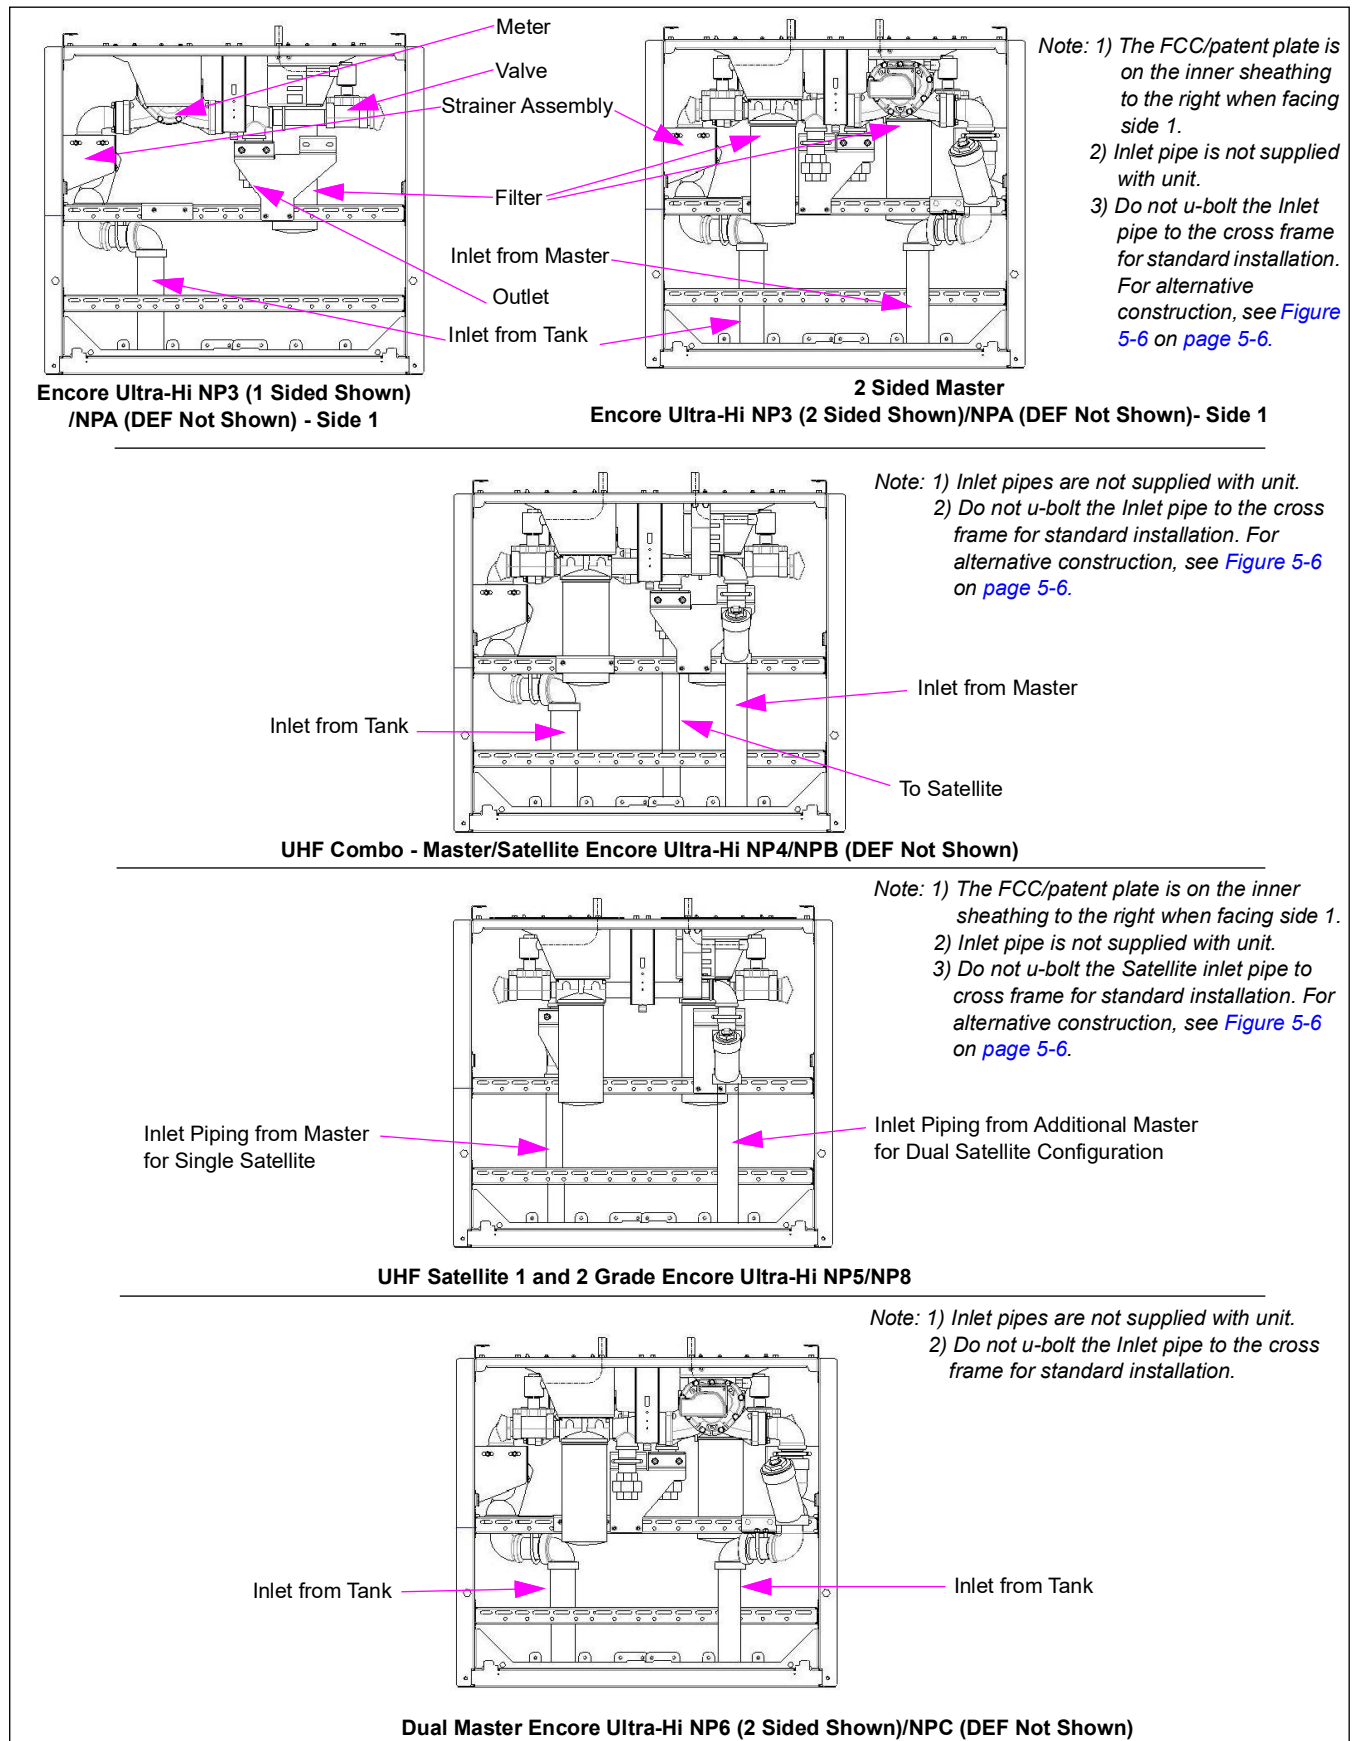 Meter
Valve
Strainer Assembly
Filter
Inlet from Master
Outlet
Inlet from Tank
Note: 1) The FCC/patent plate is
on the inner sheathing
to the right when facing
side 1.
2) Inlet pipe is not supplied
with unit.
3) Do not u-bolt the Inlet
pipe to the cross frame
for standard installation.
For alternative
construction, see Figure
5-6 on page 5-6.
Encore Ultra-Hi NP3 (1 Sided Shown)
/NPA (DEF Not Shown) - Side 1
2 Sided Master
Encore Ultra-Hi NP3 (2 Sided Shown)/NPA (DEF Not Shown)- Side 1
Note: 1) Inlet pipes are not supplied with unit.
2) Do not u-bolt the Inlet pipe to the cross
frame for standard installation. For
alternative construction, see Figure 5-6
on page 5-6.
Inlet from Master
Inlet from Tank
To Satellite
UHF Combo - Master/Satellite Encore Ultra-Hi NP4/NPB (DEF Not Shown)
Note: 1) The FCC/patent plate is on the inner
sheathing to the right when facing side 1.
2) Inlet pipe is not supplied with unit.
3) Do not u-bolt the Satellite inlet pipe to
cross frame for standard installation. For
alternative construction, see Figure 5-6
on page 5-6.
Inlet Piping from Master
for Single Satellite
Inlet Piping from Additional Master
for Dual Satellite Configuration
UHF Satellite 1 and 2 Grade Encore Ultra-Hi NP5/NP8
Note: 1) Inlet pipes are not supplied with unit.
2) Do not u-bolt the Inlet pipe to the cross
frame for standard installation.
Inlet from Tank
Inlet from Tank
Dual Master Encore Ultra-Hi NP6 (2 Sided Shown)/NPC (DEF Not Shown)